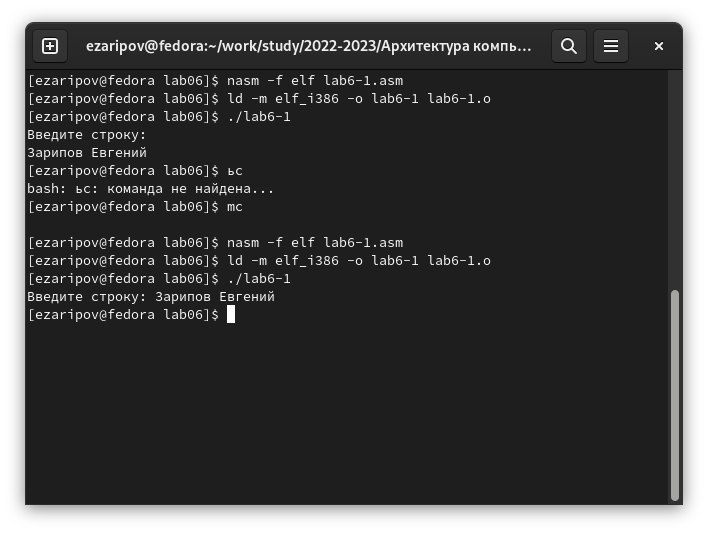 ezaripov@fedora:~/work/study/2022-2023/Архитектура компь...
[ezaripov@fedora lab06]$ nasm -f elf lab6-1.asm
[ezaripov@fedora lab06]$ ld -m elf_i386 -o lab6-1 lab6-1.o
[ezaripov@fedora lab06]$ ./lab6-1
Введите строку:
Зарипов Евгений
[ezaripov@fedora lab06]$ ьс
bash: ьс: команда не найдена...
[ezaripov@fedora lab06]$ mc
[ezaripov@fedora lab06]$ nasm -f elf lab6-1.asm
[ezaripov@fedora lab06]$ ld -m elf_i386 -o lab6-1 lab6-1.o
[ezaripov@fedora lab06]$ ./lab6-1
Введите строку: Зарипов Евгений
[ezaripov@fedora lab06]$